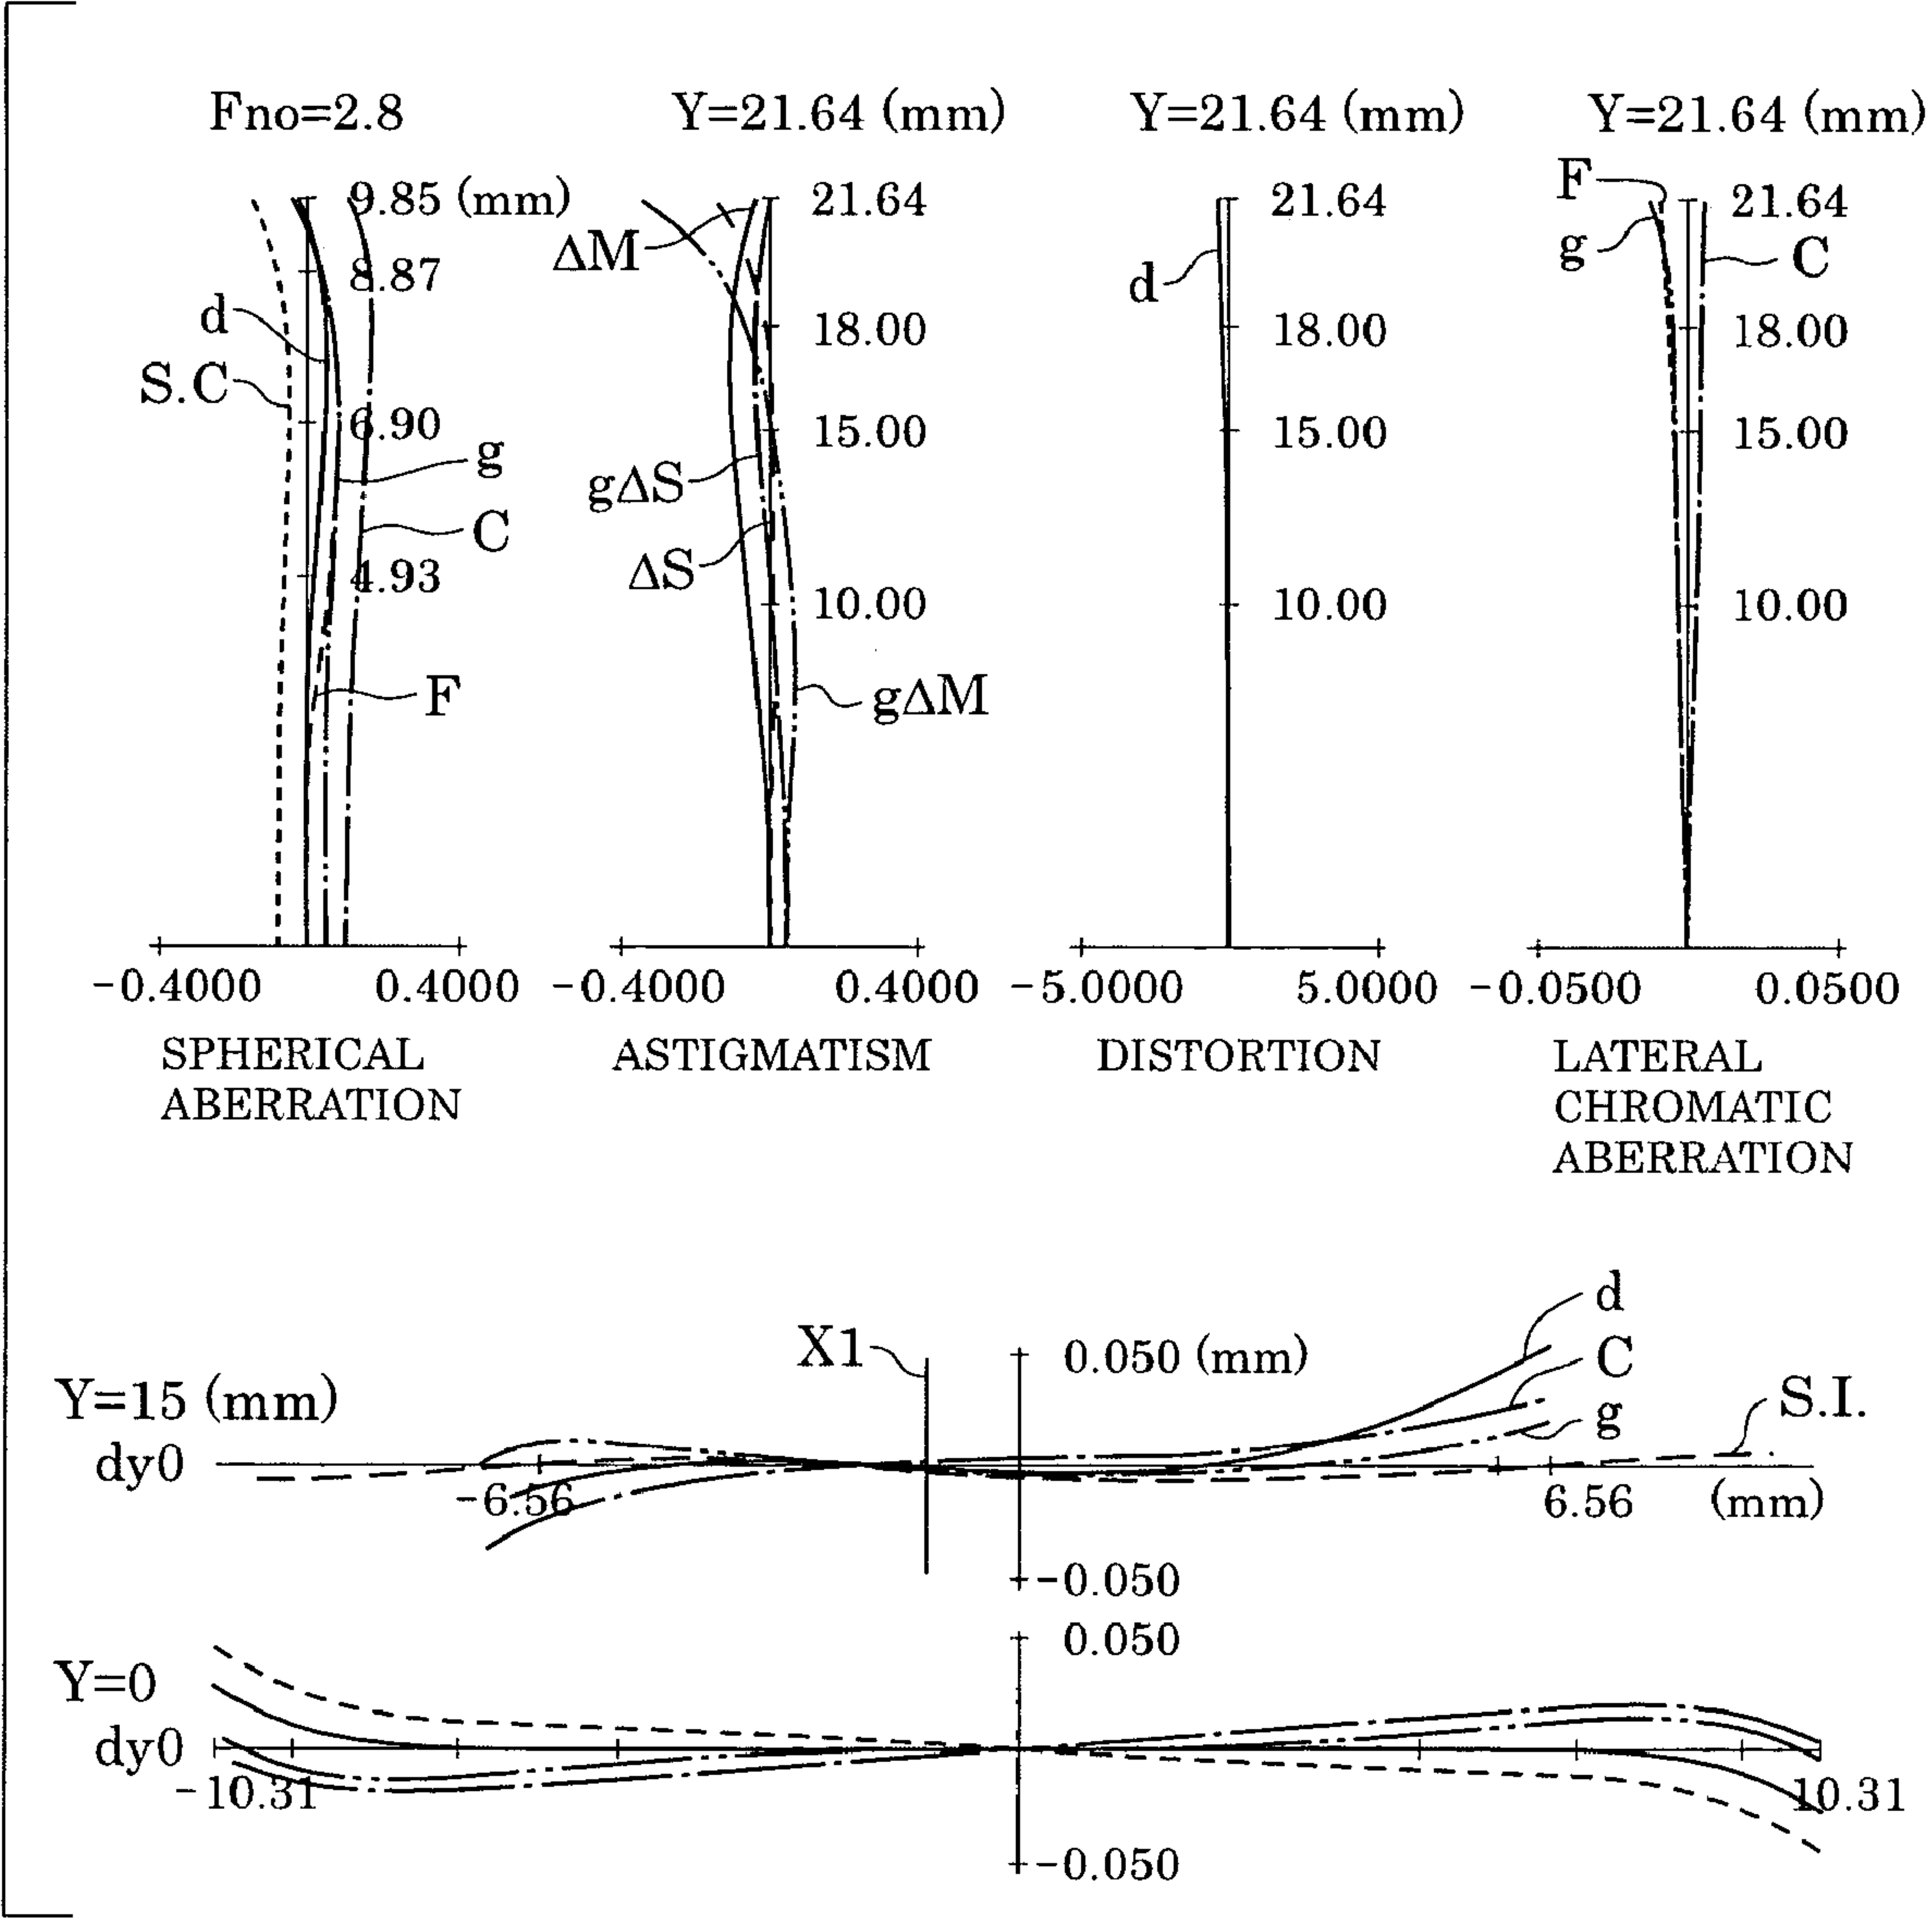 Fno=2.8
Y=21.64 (mm)
Y=21.64 (mm)
Y=21.64 (mm)
9.85 (mm)
8.87
6.90
4.93
d
S.C
g
C
F
-0.4000
0.4000
SPHERICAL
ABERRATION
21.64
18.00
15.00
10.00
ΔM
gΔS
ΔS
gΔM
-0.4000
0.4000
ASTIGMATISM
21.64
18.00
15.00
10.00
d
-5.0000
5.0000
DISTORTION
F
g
C
21.64
18.00
15.00
10.00
-0.0500
0.0500
LATERAL
CHROMATIC
ABERRATION
X1
0.050 (mm)
d
C
g
S.I.
Y=15 (mm)
dy0
-6.56
6.56
(mm)
-0.050
0.050
Y=0
dy0
-10.31
10.31
-0.050